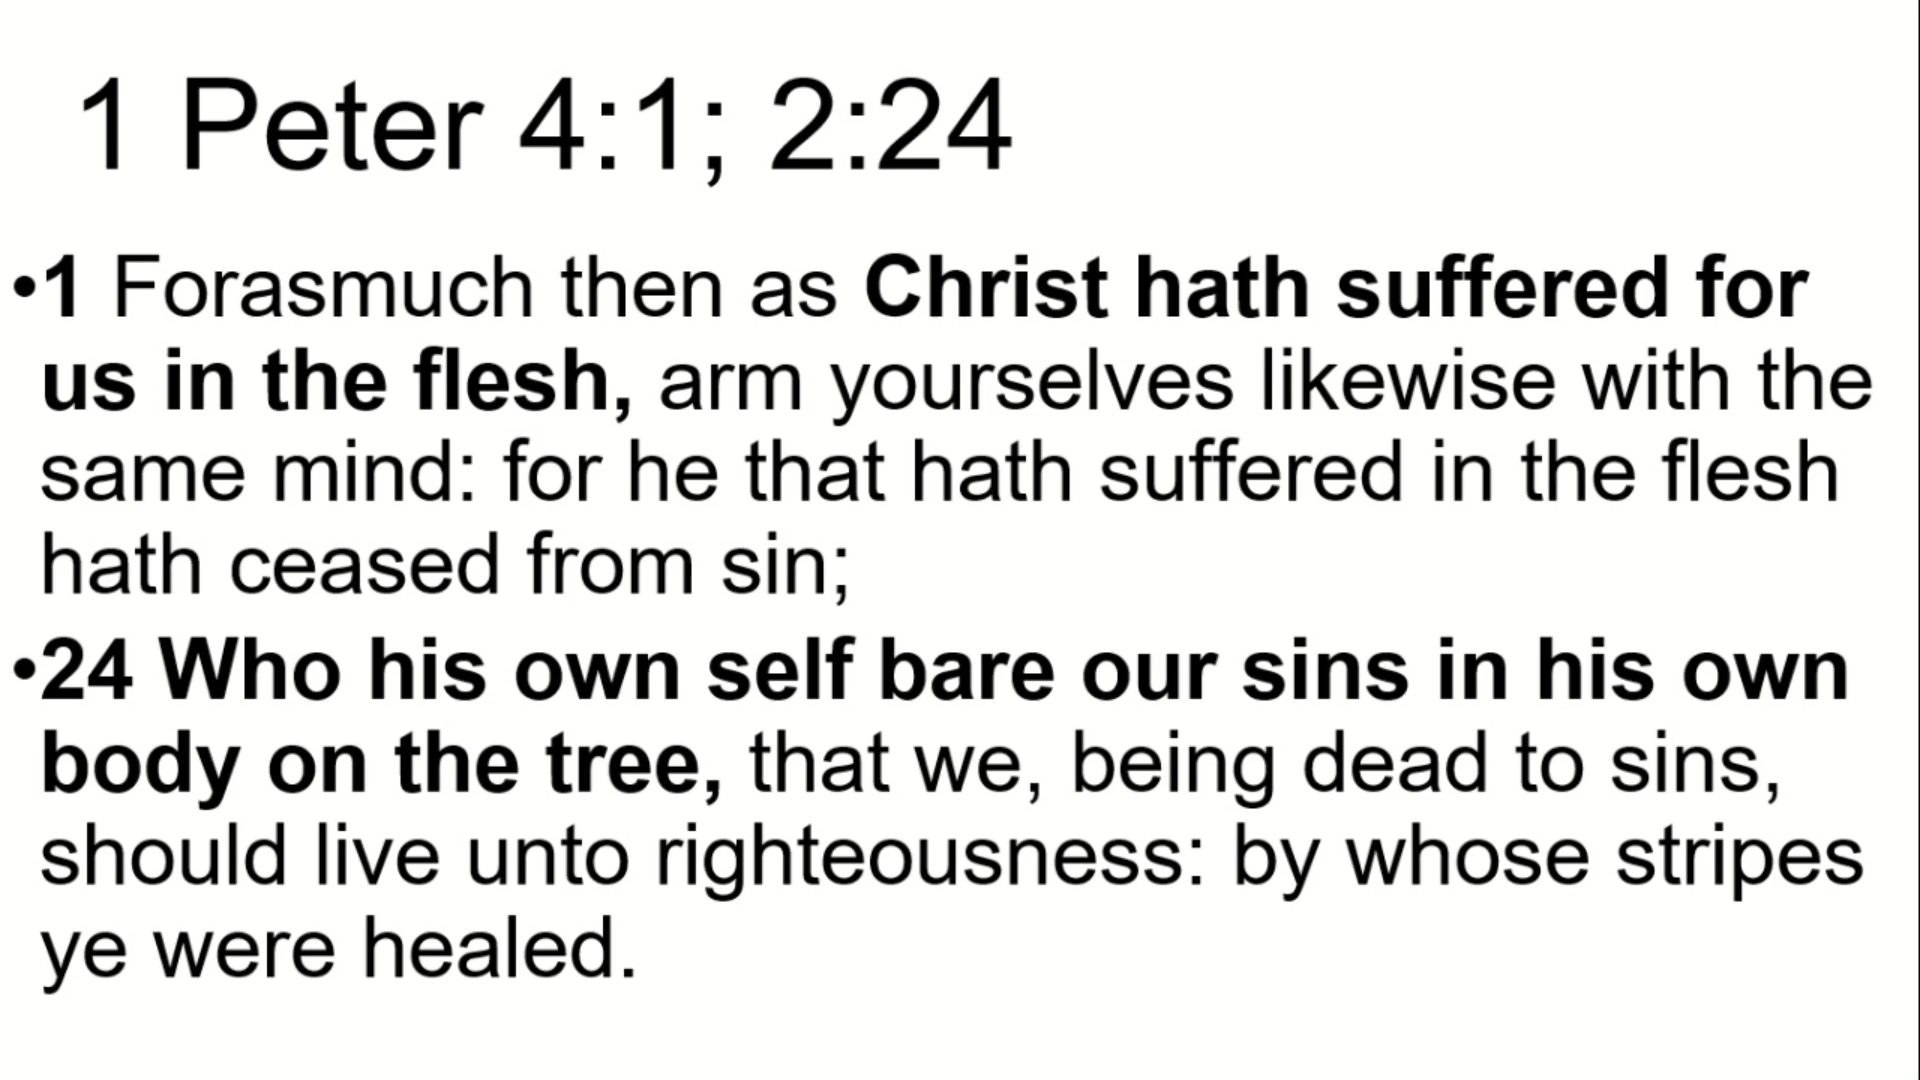 1 Peter 4:1; 2:24
•1 Forasmuch then as Christ hath suffered for
us in the flesh, arm yourselves likewise with the
same mind: for he that hath suffered in the flesh
hath ceased from sin;
•24 Who his own self bare our sins in his own
body on the tree, that we, being dead to sins,
should live unto righteousness: by whose stripes
ye were healed.